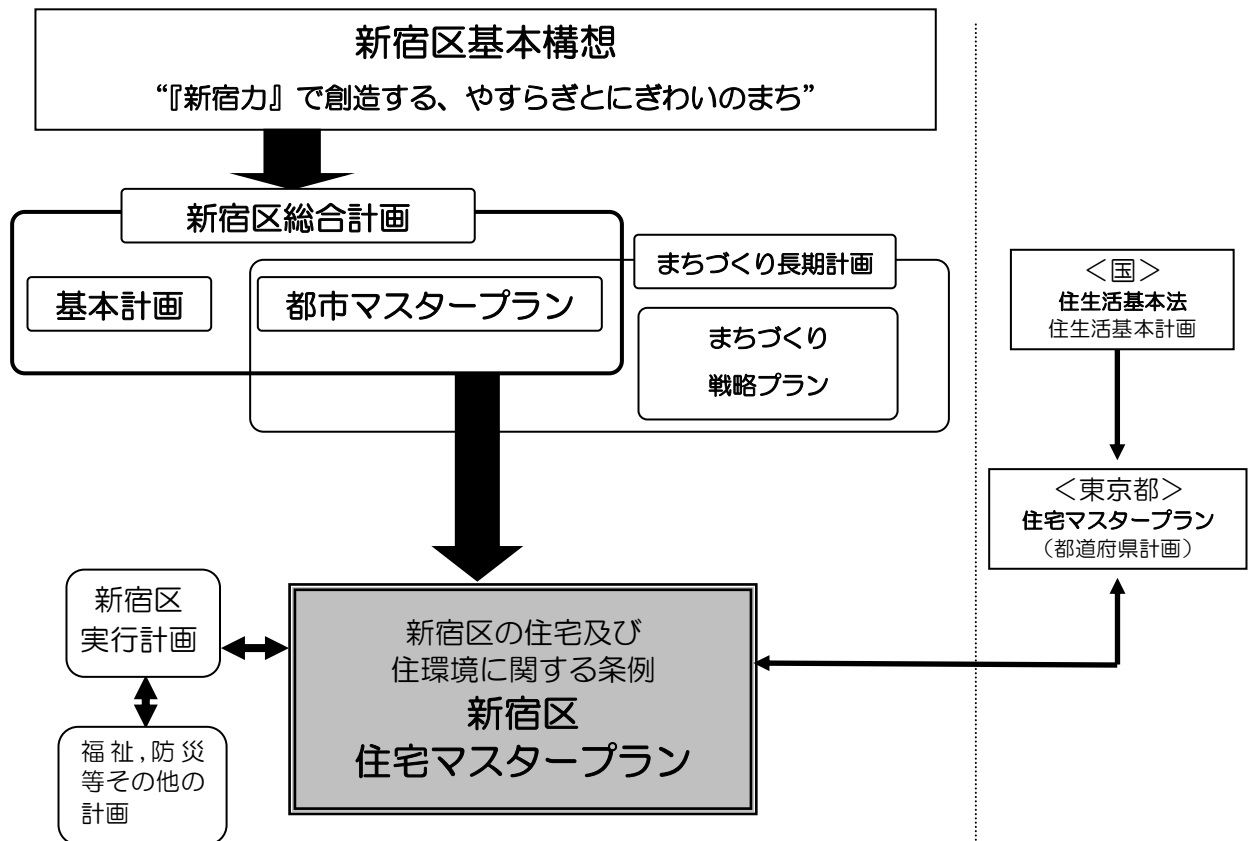 新宿区基本構想
“『新宿力』で創造する、やすらぎとにぎわいのまち”
新宿区総合計画
基本計画
都市マスタープラン
まちづくり長期計画
まちづくり
戦略プラン
＜国＞
住生活基本法
住生活基本計画
＜東京都＞
住宅マスタープラン
（都道府県計画）
新宿区
実行計画
福祉,防災
等その他の
計画
新宿区の住宅及び
住環境に関する条例
新宿区
住宅マスタープラン